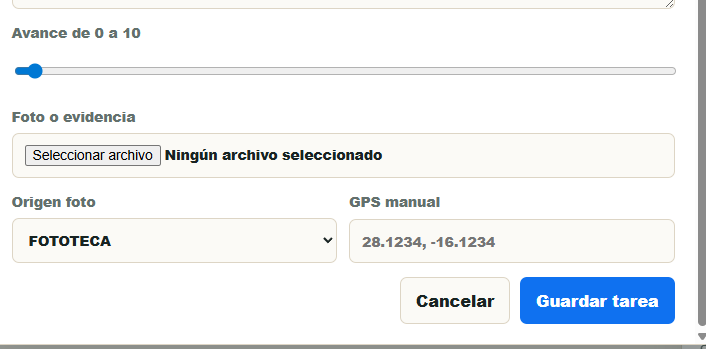 Avance de 0 a 10
Foto o evidencia
Seleccionar archivo Ningún archivo seleccionado
Origen foto GPS manual
FOTOTECA 28.1234, -16.1234
Cancelar Guardar tarea